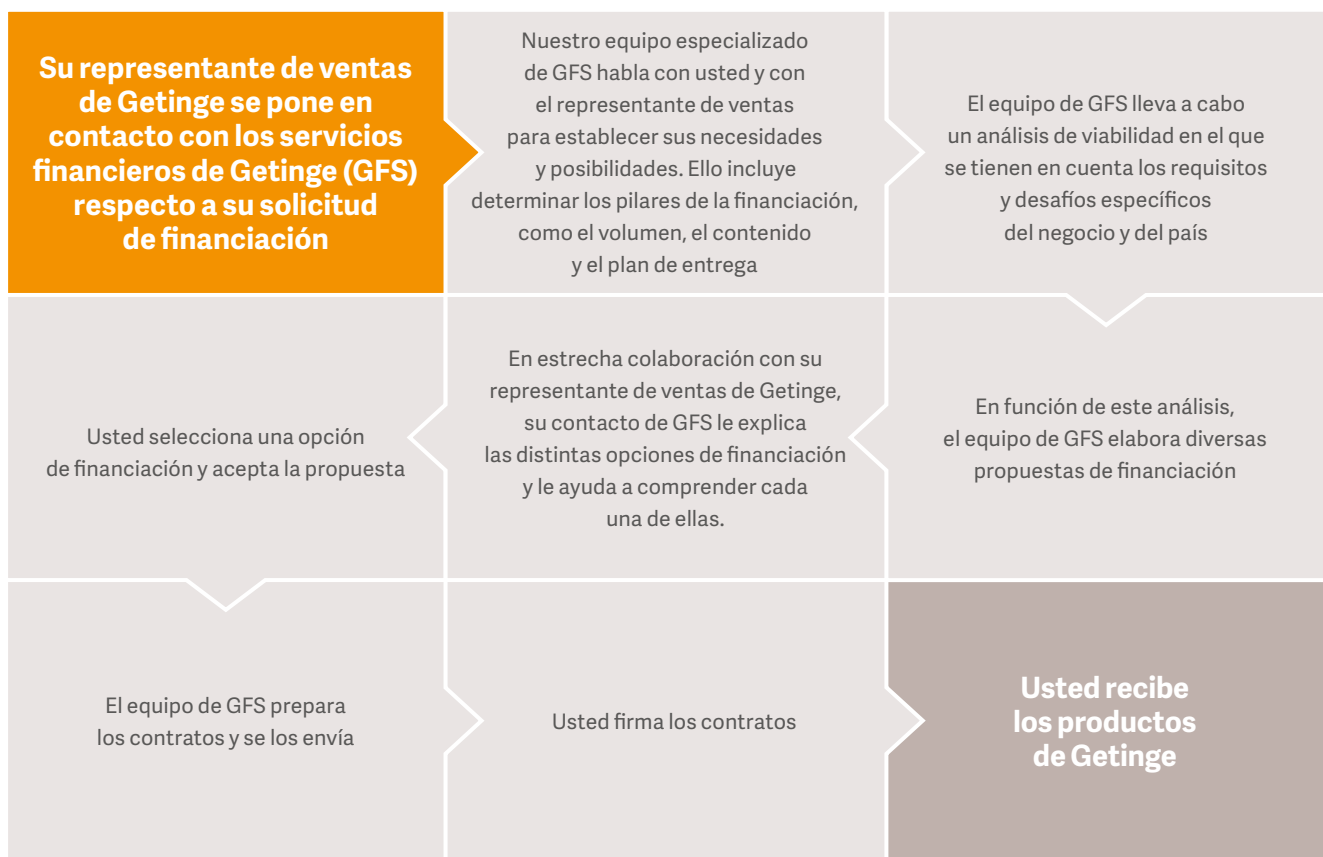 Su representante de ventas
de Getinge se pone en
contacto con los servicios
financieros de Getinge (GFS)
respecto a su solicitud
de financiación
Nuestro equipo especializado
de GFS habla con usted y con
el representante de ventas
para establecer sus necesidades
y posibilidades. Ello incluye
determinar los pilares de la financiación,
como el volumen, el contenido
y el plan de entrega
El equipo de GFS lleva a cabo
un análisis de viabilidad en el que
se tienen en cuenta los requisitos
y desafíos específicos
del negocio y del país
En función de este análisis,
el equipo de GFS elabora diversas
propuestas de financiación
En estrecha colaboración con su
representante de ventas de Getinge,
su contacto de GFS le explica
las distintas opciones de financiación
y le ayuda a comprender cada
una de ellas.
Usted selecciona una opción
de financiación y acepta la propuesta
El equipo de GFS prepara
los contratos y se los envía
Usted firma los contratos
Usted recibe
los productos
de Getinge